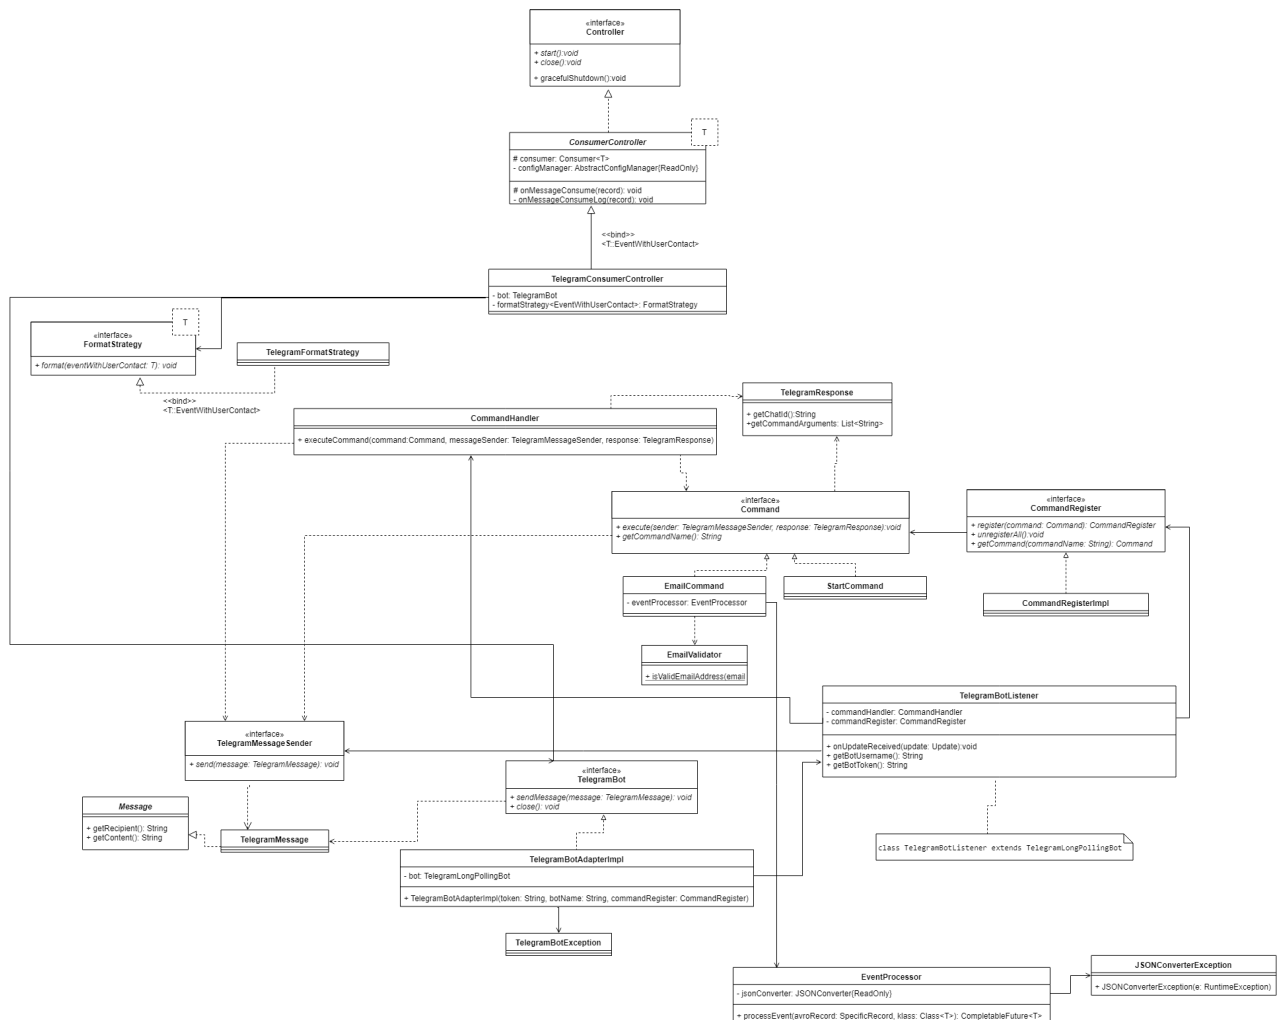 «interface»
Controller
+ start():void
+ close():void
+ gracefulShutdown():void
T
ConsumerController
# consumer: Consumer<T>
- configManager: AbstractConfigManager{ReadOnly}
# onMessageConsume(record): void
- onMessageConsumeLog(record): void
<<bind>>
<T::EventWithUserContact>
TelegramConsumerController
- bot: TelegramBot
- formatStrategy<EventWithUserContact>: FormatStrategy
T
«interface»
FormatStrategy
+ format(eventWithUserContact: T): void
TelegramFormatStrategy
<<bind>>
<T::EventWithUserContact>
TelegramResponse
+ getChatId():String
+getCommandArguments: List<String>
CommandHandler
+ executeCommand(command:Command, messageSender: TelegramMessageSender, response: TelegramResponse)
«interface»
Command
+ execute(sender: TelegramMessageSender, response: TelegramResponse):void
+ getCommandName(): String
«interface»
CommandRegister
+ register(command: Command): CommandRegister
+ unregisterAll():void
+ getCommand(commandName: String): Command
EmailCommand
- eventProcessor: EventProcessor
StartCommand
CommandRegisterImpl
EmailValidator
+ isValidEmailAddress(email
TelegramBotListener
- commandHandler: CommandHandler
- commandRegister: CommandRegister
+ onUpdateReceived(update: Update):void
+ getBotUsername(): String
+ getBotToken(): String
«interface»
TelegramMessageSender
+ send(message: TelegramMessage): void
«interface»
TelegramBot
+ sendMessage(message: TelegramMessage): void
+ close(): void
Message
+ getRecipient(): String
+ getContent(): String
TelegramMessage
class TelegramBotListener extends TelegramLongPollingBot
TelegramBotAdapterImpl
- bot: TelegramLongPollingBot
+ TelegramBotAdapterImpl(token: String, botName: String, commandRegister: CommandRegister)
TelegramBotException
EventProcessor
- jsonConverter: JSONConverter{ReadOnly}
+ processEvent(avroRecord: SpecificRecord, klass: Class<T>): CompletableFuture<T>
JSONConverterException
+ JSONConverterException(e: RuntimeException)